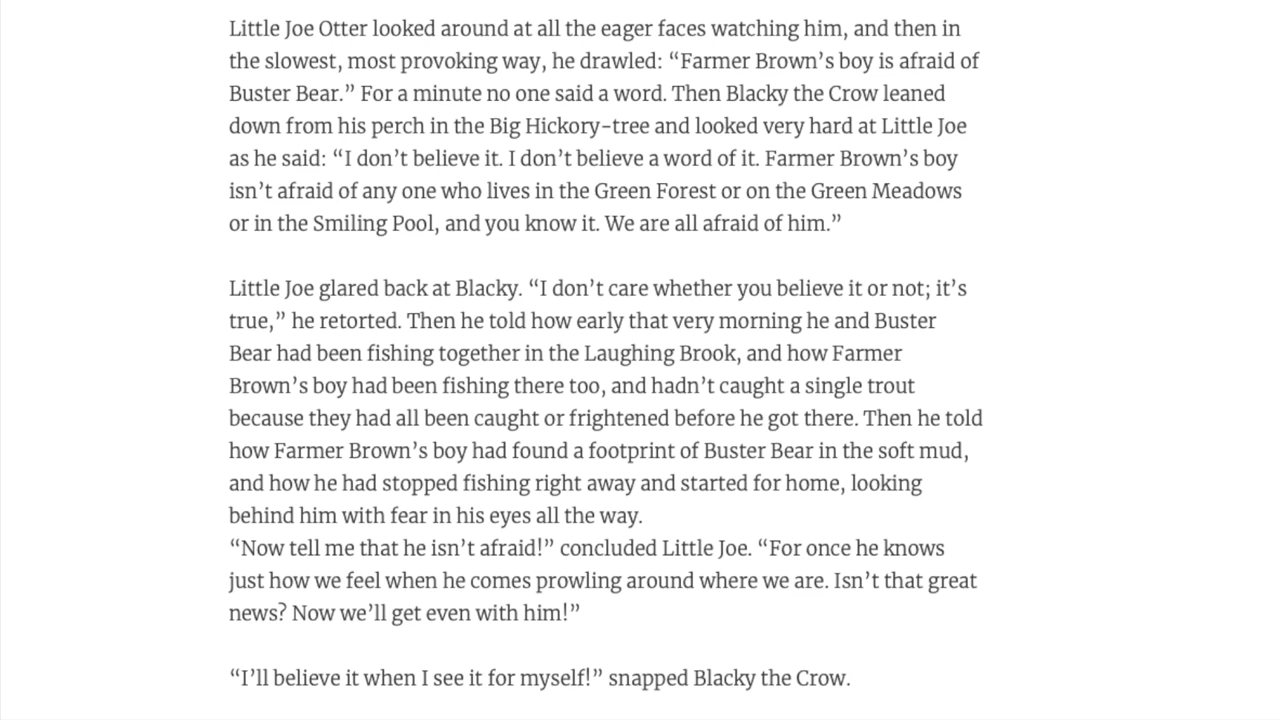 Little Joe Otter looked around at all the eager faces watching him, and then in
the slowest, most provoking way, he drawled: “Farmer Brown’s boy is afraid of
Buster Bear.” For a minute no one said a word. Then Blacky the Crow leaned
down from his perch in the Big Hickory-tree and looked very hard at Little Joe
as he said: “I don’t believe it. I don’t believe a word of it. Farmer Brown’s boy
isn’t afraid of any one who lives in the Green Forest or on the Green Meadows
or in the Smiling Pool, and you know it. We are all afraid of him.”
Little Joe glared back at Blacky. “I don’t care whether you believe it or not; it’s
true,” he retorted. Then he told how early that very morning he and Buster
Bear had been fishing together in the Laughing Brook, and how Farmer
Brown’s boy had been fishing there too, and hadn’t caught a single trout
because they had all been caught or frightened before he got there. Then he told
how Farmer Brown’s boy had found a footprint of Buster Bear in the soft mud,
and how he had stopped fishing right away and started for home, looking
behind him with fear in his eyes all the way.
“Now tell me that he isn’t afraid!” concluded Little Joe. “For once he knows
just how we feel when he comes prowling around where we are. Isn’t that great
news? Now we’ll get even with him!”
“I’ll believe it when I see it for myself!” snapped Blacky the Crow.